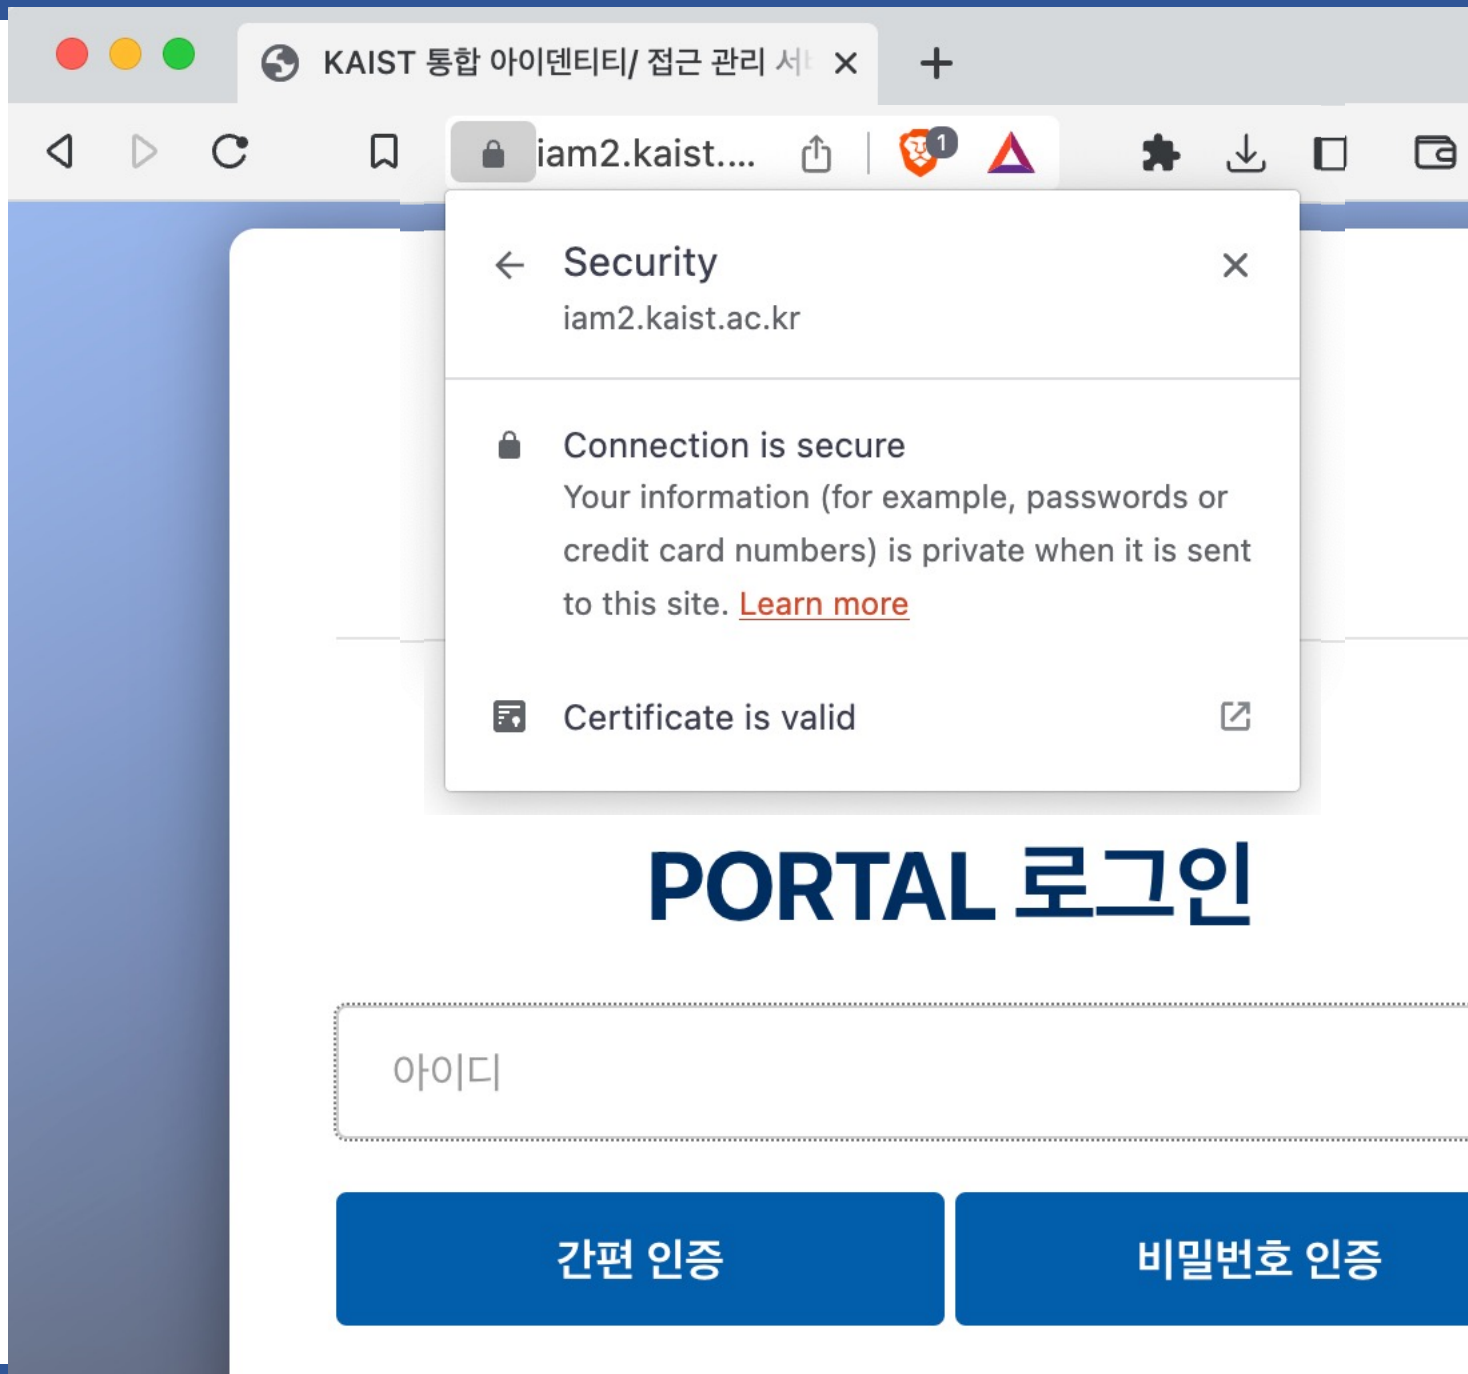 KAIST 통합 아이덴티티/ 접근 관리 서
iam2.kaist....
1
Security
iam2.kaist.ac.kr
Connection is secure
Your information (for example, passwords or
credit card numbers) is private when it is sent
to this site. Learn more
Certificate is valid
PORTAL 로그인
아이디
간편 인증
비밀번호 인증